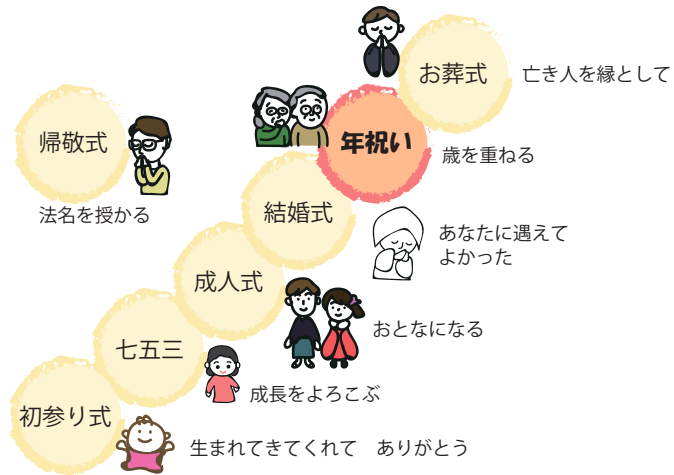 お葬式
亡き人を縁として
年祝い
歳を重ねる
帰敬式
法名を授かる
結婚式
あなたに遇えて
よかった
成人式
おとなになる
七五三
成長をよろこぶ
初参り式
生まれてきてくれて　ありがとう